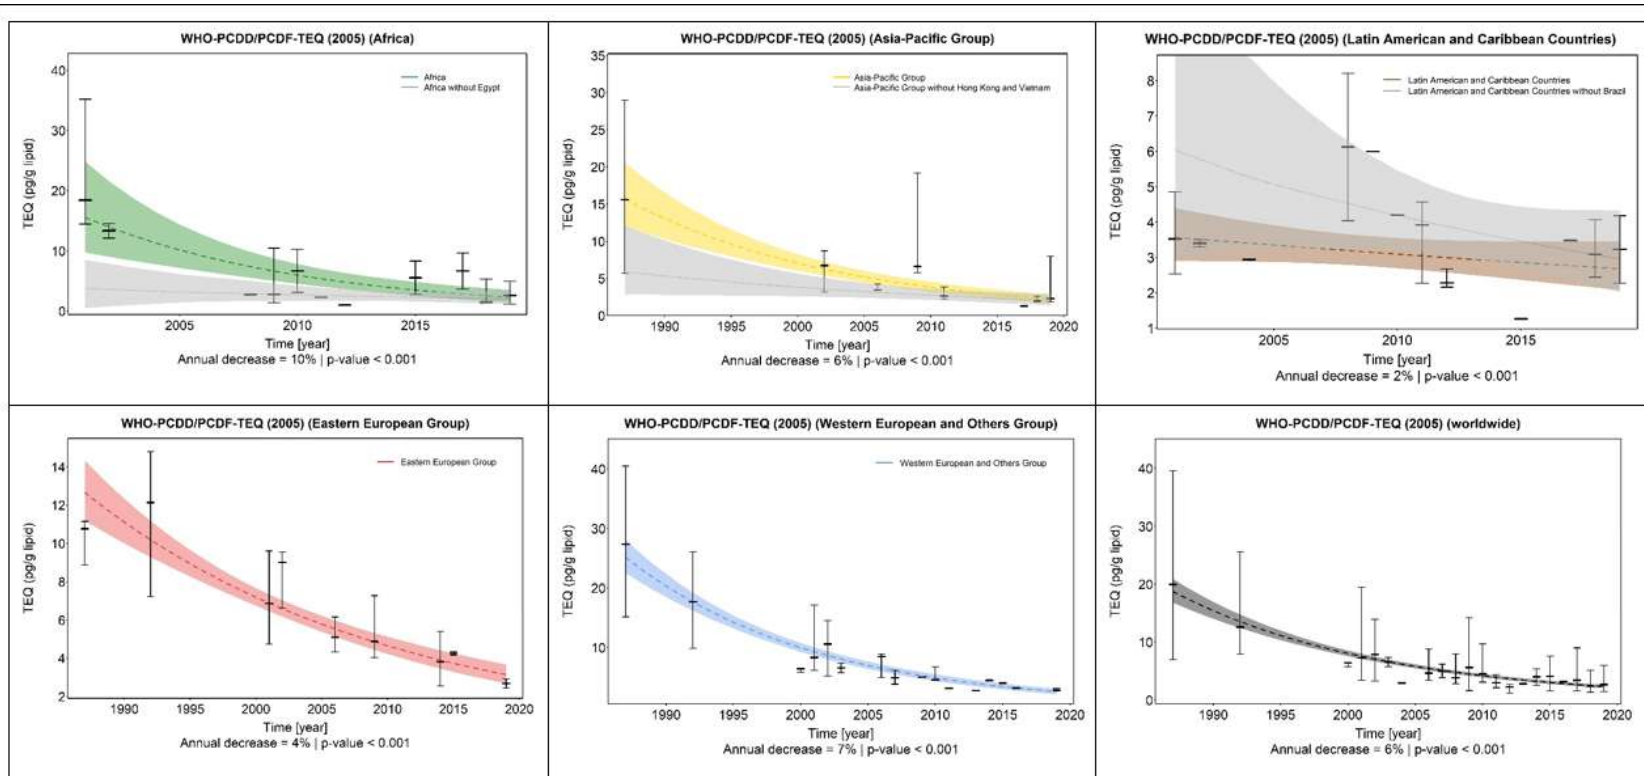 WHO-PCDD/PCDF-TEQ (2005) (Africa)
TEQ (pg/g lipid)
40
30
20
10
0
Africa
Africa without Egypt
2005 2010 2015
Time [year]
Annual decrease = 10% | p-value < 0.001
WHO-PCDD/PCDF-TEQ (2005) (Asia-Pacific Group)
TEQ (pg/g lipid)
35
30
25
20
15
10
5
0
Asia-Pacific Group
Asia-Pacific Group without Hong Kong and Vietnam
1990 1995 2000 2005 2010 2015 2020
Time [year]
Annual decrease = 6% | p-value < 0.001
WHO-PCDD/PCDF-TEQ (2005) (Latin American and Caribbean Countries)
TEQ (pg/g lipid)
8
7
6
5
4
3
2
1
Latin American and Caribbean Countries
Latin American and Caribbean Countries without Brazil
2005 2010 2015
Time [year]
Annual decrease = 2% | p-value < 0.001
WHO-PCDD/PCDF-TEQ (2005) (Eastern European Group)
TEQ (pg/g lipid)
14
12
10
8
6
4
2
Eastern European Group
1990 1995 2000 2005 2010 2015 2020
Time [year]
Annual decrease = 4% | p-value < 0.001
WHO-PCDD/PCDF-TEQ (2005) (Western European and Others Group)
TEQ (pg/g lipid)
40
30
20
10
Western European and Others Group
1990 1995 2000 2005 2010 2015 2020
Time [year]
Annual decrease = 7% | p-value < 0.001
WHO-PCDD/PCDF-TEQ (2005) (worldwide)
TEQ (pg/g lipid)
40
30
20
10
0
1990 1995 2000 2005 2010 2015 2020
Time [year]
Annual decrease = 6% | p-value < 0.001